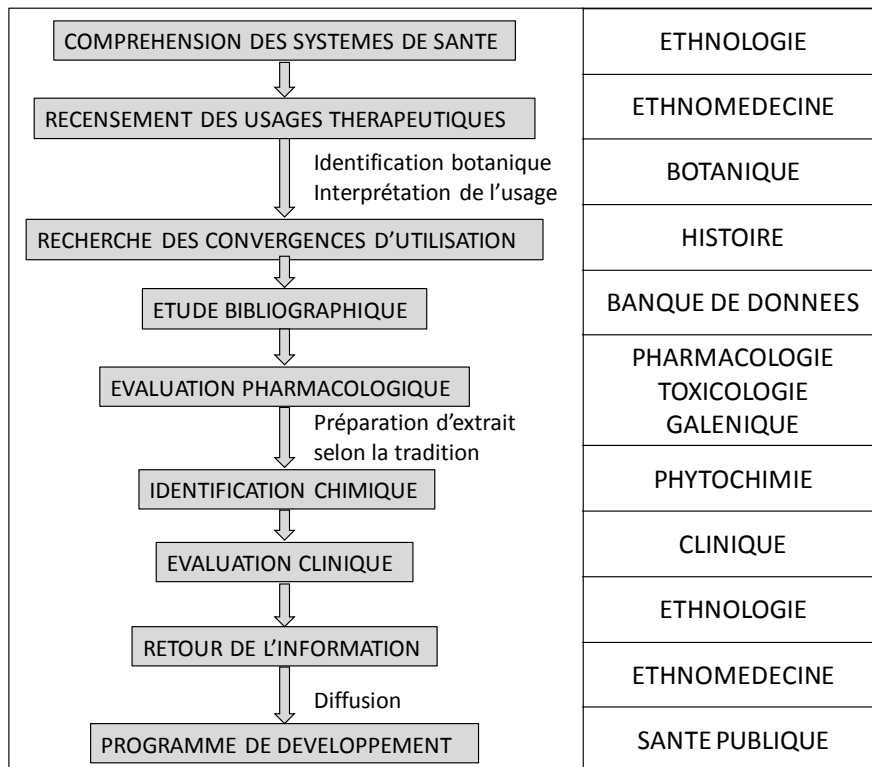 COMPREHENSION DES SYSTEMES DE SANTE
ETHNOLOGIE
RECENSEMENT DES USAGES THERAPEUTIQUES
ETHNOMEDECINE
Identification botanique
Interprétation de l’usage
BOTANIQUE
RECHERCHE DES CONVERGENCES D’UTILISATION
HISTOIRE
ETUDE BIBLIOGRAPHIQUE
BANQUE DE DONNEES
EVALUATION PHARMACOLOGIQUE
PHARMACOLOGIE
TOXICOLOGIE
GALENIQUE
Préparation d’extrait
selon la tradition
IDENTIFICATION CHIMIQUE
PHYTOCHIMIE
EVALUATION CLINIQUE
CLINIQUE
ETHNOLOGIE
RETOUR DE L’INFORMATION
ETHNOMEDECINE
Diffusion
PROGRAMME DE DEVELOPPEMENT
SANTE PUBLIQUE